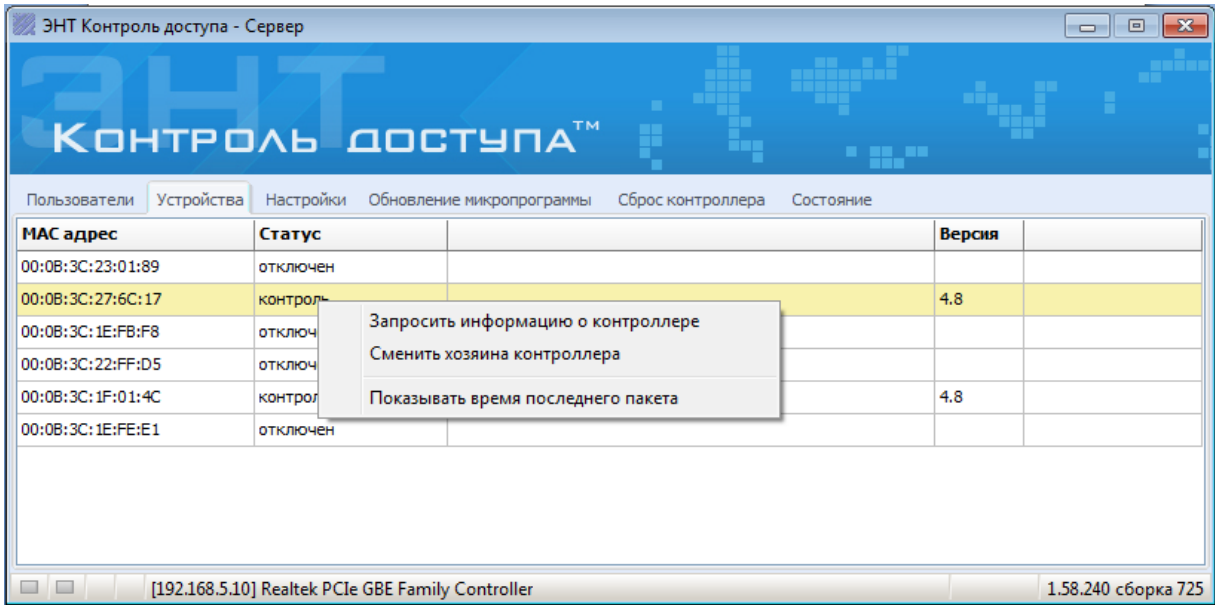 ЭНТ Контроль доступа - Сервер
ЭНТ
Контроль доступа™
Пользователи Устройства Настройки Обновление микропрограммы Сброс контроллера Состояние
MAC адрес Статус Версия
00:0B:3C:23:01:89 отключен
00:0B:3C:27:6C:17 контроль 4.8
00:0B:3C:1E:FB:F8 отключ
00:0B:3C:22:FF:D5 отключ
00:0B:3C:1F:01:4C контрол 4.8
00:0B:3C:1E:FE:E1 отключен
Запросить информацию о контроллере
Сменить хозяина контроллера
Показывать время последнего пакета
[192.168.5.10] Realtek PCIe GBE Family Controller 1.58.240 сборка 725